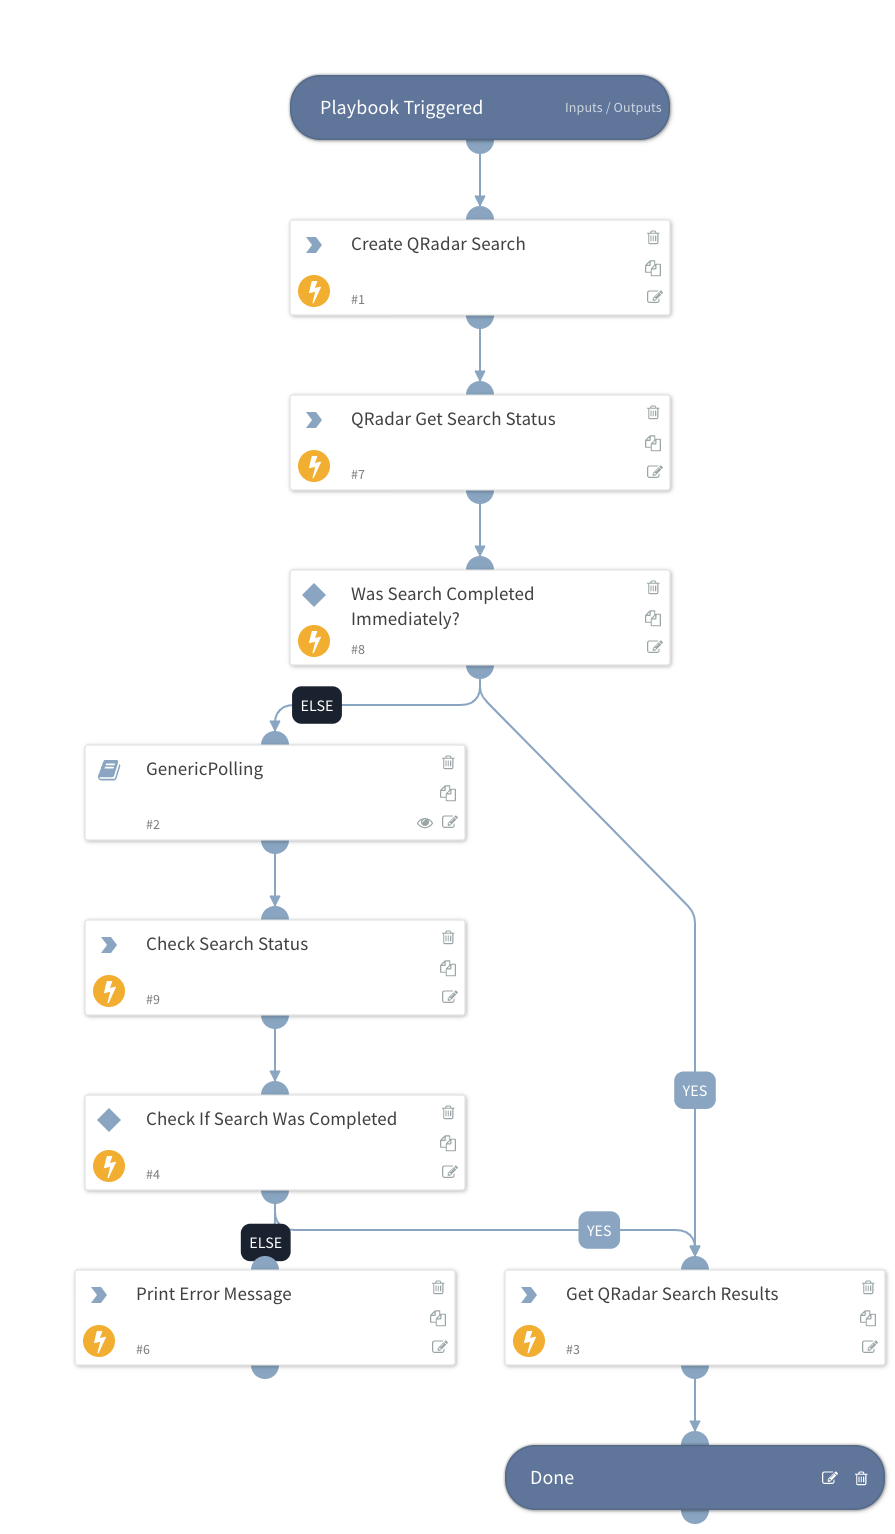 Playbook Triggered
Inputs / Outputs
Create QRadar Search
#1
QRadar Get Search Status
#7
Was Search Completed
Immediately?
#8
ELSE
GenericPolling
#2
Check Search Status
#9
YES
Check If Search Was Completed
#4
YES
ELSE
Print Error Message
#6
Get QRadar Search Results
#3
Done